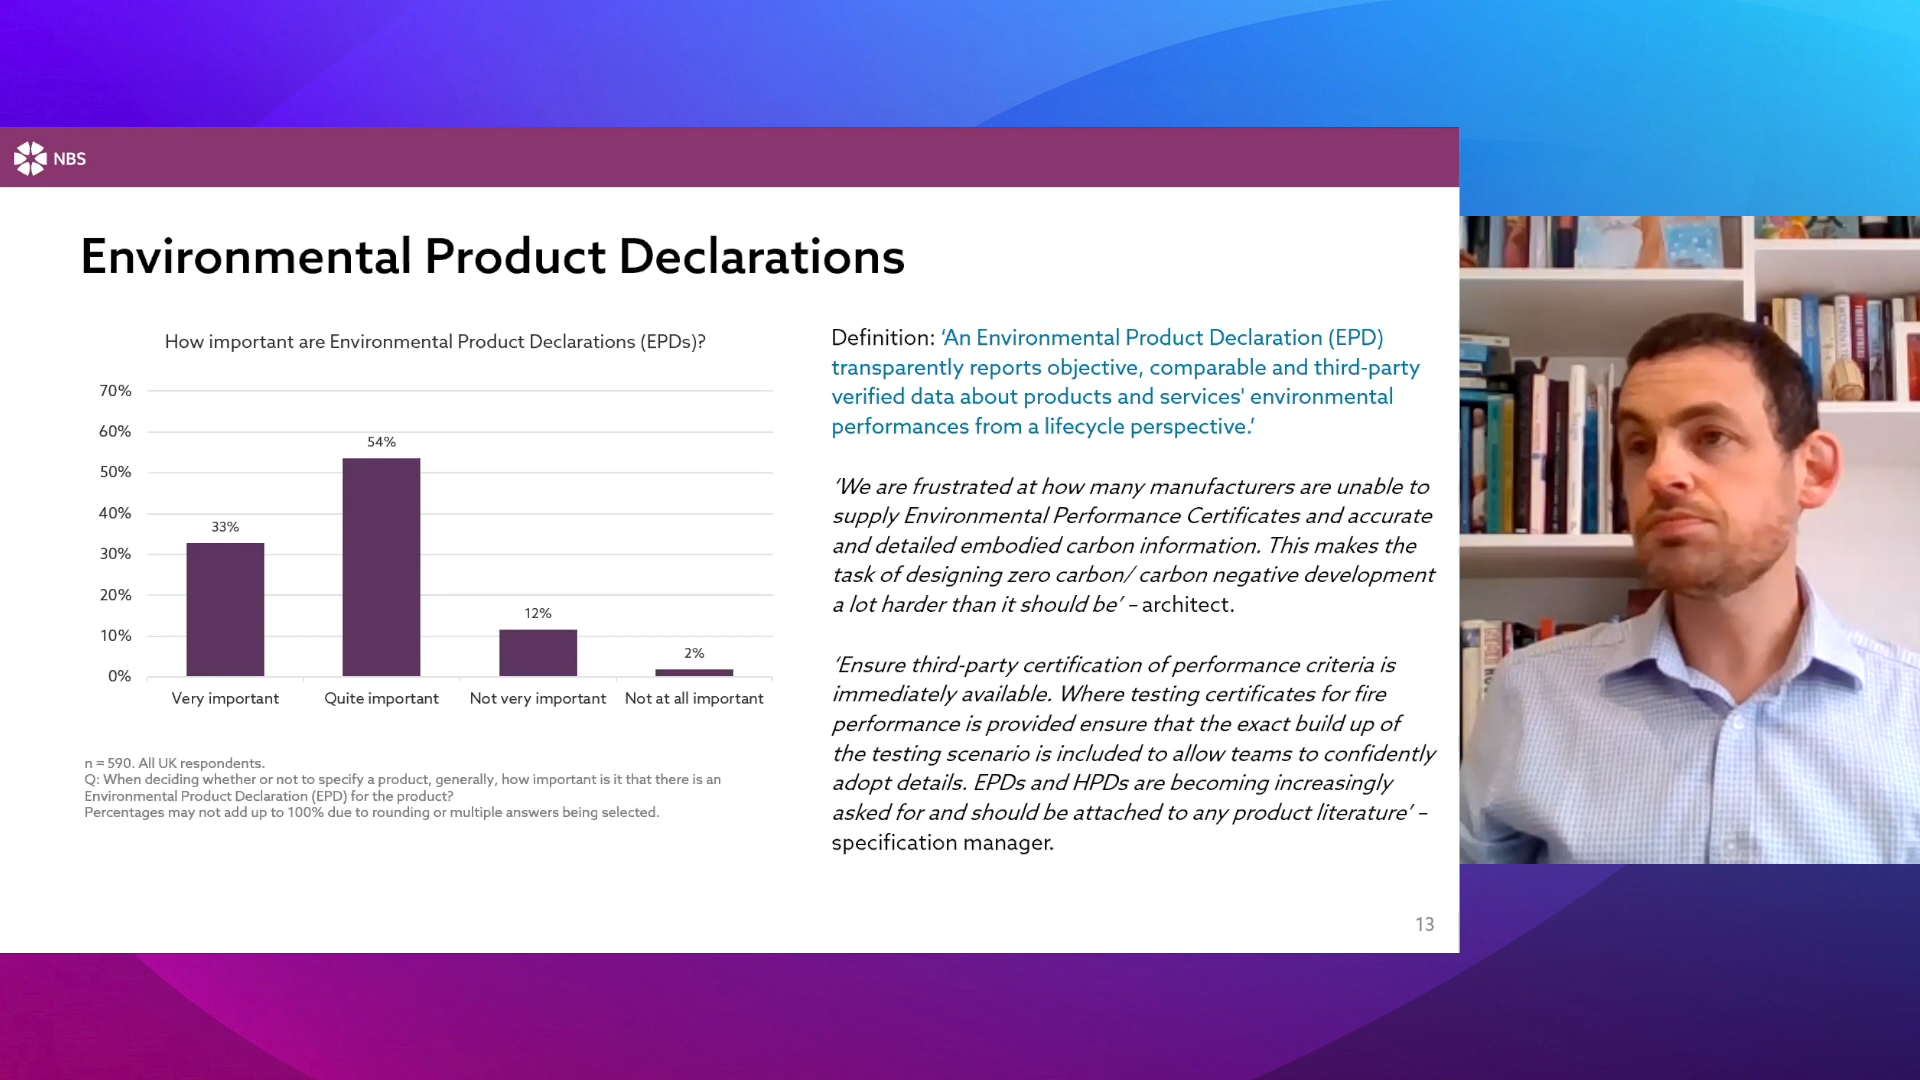 NBS
Environmental Product Declarations
How important are Environmental Product Declarations (EPDs)?
70%
60%
50%
40%
30%
20%
10%
0%
33%
54%
12%
2%
Very important
Quite important
Not very important
Not at all important
n = 590. All UK respondents.
Q: When deciding whether or not to specify a product, generally, how important is it that there is an
Environmental Product Declaration (EPD) for the product?
Percentages may not add up to 100% due to rounding or multiple answers being selected.
Definition: ‘An Environmental Product Declaration (EPD)
transparently reports objective, comparable and third-party
verified data about products and services' environmental
performances from a lifecycle perspective.’
‘We are frustrated at how many manufacturers are unable to
supply Environmental Performance Certificates and accurate
and detailed embodied carbon information. This makes the
task of designing zero carbon/ carbon negative development
a lot harder than it should be’ – architect.
‘Ensure third-party certification of performance criteria is
immediately available. Where testing certificates for fire
performance is provided ensure that the exact build up of
the testing scenario is included to allow teams to confidently
adopt details. EPDs and HPDs are becoming increasingly
asked for and should be attached to any product literature’ –
specification manager.
13